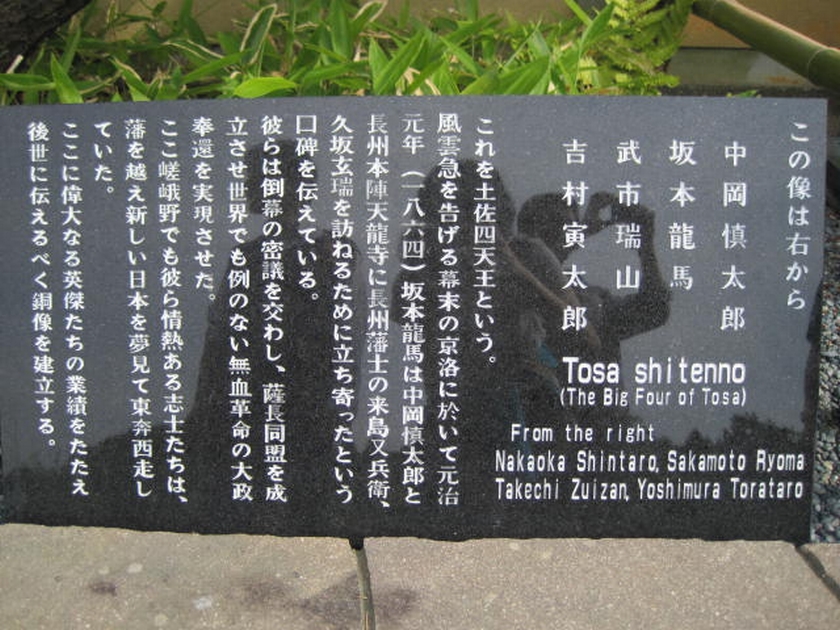 この像は右から
中岡慎太郎
坂本龍馬
武市瑞山
吉村寅太郎
Tosa shitenno
(The Big Four of Tosa)
From the right
Nakaoka Shintaro, Sakamoto Ryoma
Takechi Zuizan, Yoshimura Torataro
これを土佐四天王という。
風雲急を告げる幕末の京洛に於いて元治
元年(一八六四)坂本龍馬は中岡慎太郎と
長州本陣天龍寺に長州藩士の来島又兵衛、
久坂玄瑞を訪ねるために立ち寄ったという
口碑を伝えている。
彼らは倒幕の密議を交わし、薩長同盟を成
立させ世界でも例のない無血革命の大政
奉還を実現させた。
ここ嵯峨野でも彼ら情熱ある志士たちは、
藩を越え新しい日本を夢見て東奔西走し
ていた。
ここに偉大なる英傑たちの業績をたたえ
後世に伝えるべく銅像を建立する。